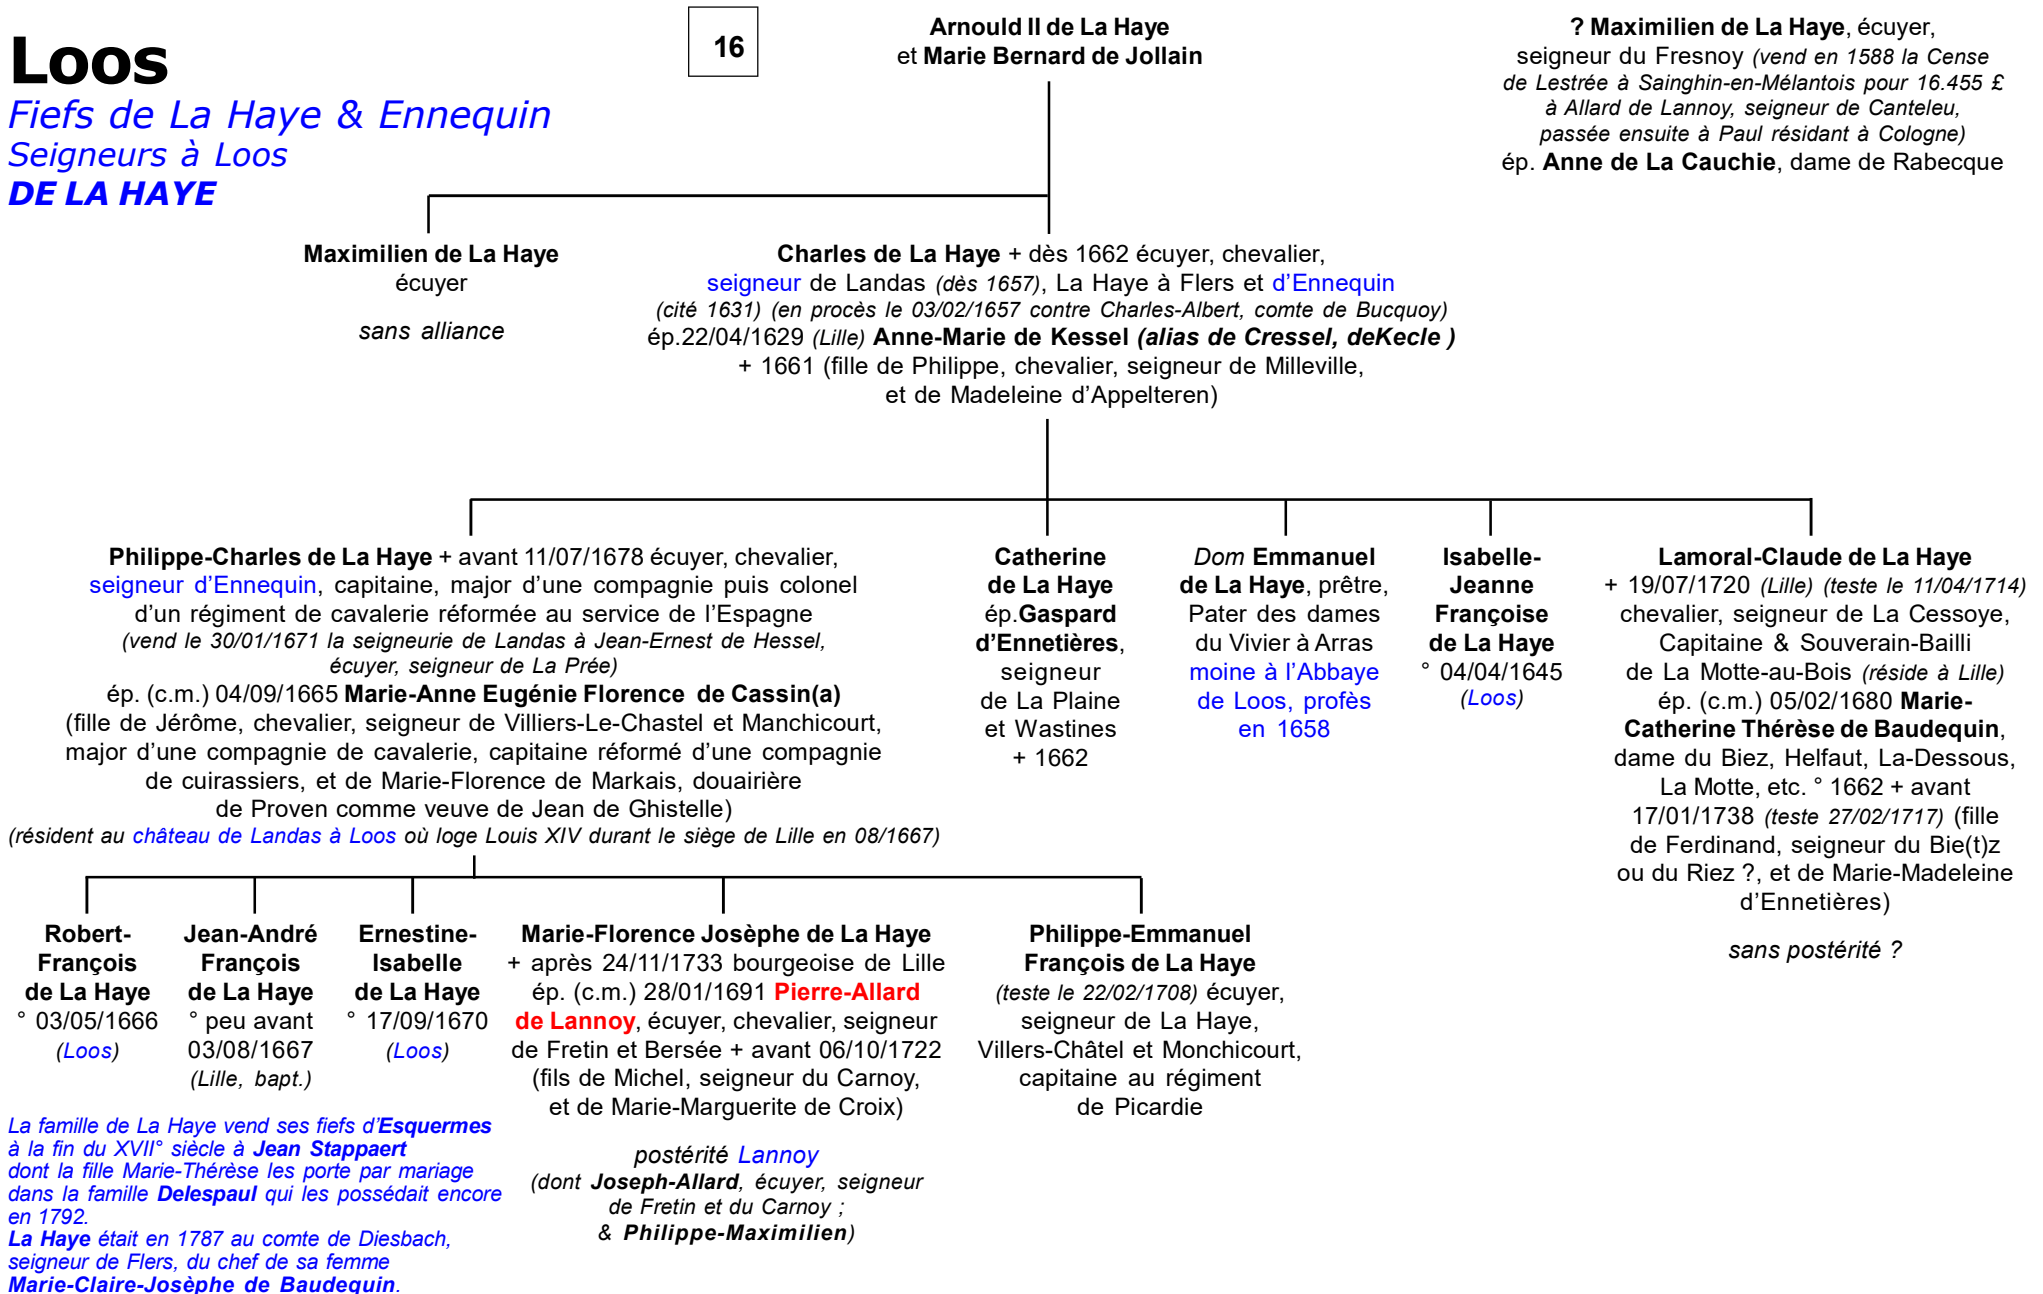 Loos
Fiefs de La Haye & Ennequin
Seigneurs à Loos
DE LA HAYE
16
Arnould II de La Haye
et Marie Bernard de Jollain
? Maximilien de La Haye, écuyer,
seigneur du Fresnoy (vend en 1588 la Cense
de Lestrée à Sainghin-en-Mélantois pour 16.455 £
à Allard de Lannoy, seigneur de Canteleu,
passée ensuite à Paul résidant à Cologne)
ép. Anne de La Cauchie, dame de Rabecque
Maximilien de La Haye
écuyer
sans alliance
Charles de La Haye + dès 1662 écuyer, chevalier,
seigneur de Landas (dès 1657), La Haye à Flers et d'Ennequin
(cité 1631) (en procès le 03/02/1657 contre Charles-Albert, comte de Bucquoy)
ép.22/04/1629 (Lille) Anne-Marie de Kessel (alias de Cressel, deKecle )
+ 1661 (fille de Philippe, chevalier, seigneur de Milleville,
et de Madeleine d'Appelteren)
Philippe-Charles de La Haye + avant 11/07/1678 écuyer, chevalier,
seigneur d'Ennequin, capitaine, major d'une compagnie puis colonel
d'un régiment de cavalerie réformée au service de l'Espagne
(vend le 30/01/1671 la seigneurie de Landas à Jean-Ernest de Hessel,
écuyer, seigneur de La Prée)
ép. (c.m.) 04/09/1665 Marie-Anne Eugénie Florence de Cassin(a)
(fille de Jérôme, chevalier, seigneur de Villiers-Le-Chastel et Manchicourt,
major d'une compagnie de cavalerie, capitaine réformé d'une compagnie
de cuirassiers, et de Marie-Florence de Markais, douairière
de Proven comme veuve de Jean de Ghistelle)
(résident au château de Landas à Loos où loge Louis XIV durant le siège de Lille en 08/1667)
Catherine
de La Haye
ép.Gaspard
d'Ennetières,
seigneur
de La Plaine
et Wastines
+ 1662
Dom Emmanuel
de La Haye, prêtre,
Pater des dames
du Vivier à Arras
moine à l'Abbaye
de Loos, profès
en 1658
Isabelle-
Jeanne
Françoise
de La Haye
° 04/04/1645
(Loos)
Lamoral-Claude de La Haye
+ 19/07/1720 (Lille) (teste le 11/04/1714)
chevalier, seigneur de La Cessoye,
Capitaine & Souverain-Bailli
de La Motte-au-Bois (réside à Lille)
ép. (c.m.) 05/02/1680 Marie-
Catherine Thérèse de Baudequin,
dame du Biez, Helfaut, La-Dessous,
La Motte, etc. ° 1662 + avant
17/01/1738 (teste 27/02/1717) (fille
de Ferdinand, seigneur du Bie(t)z
ou du Riez ?, et de Marie-Madeleine
d'Ennetières)
sans postérité ?
Robert-
François
de La Haye
° 03/05/1666
(Loos)
Jean-André
François
de La Haye
° peu avant
03/08/1667
(Lille, bapt.)
Ernestine-
Isabelle
de La Haye
° 17/09/1670
(Loos)
Marie-Florence Josèphe de La Haye
+ après 24/11/1733 bourgeoise de Lille
ép. (c.m.) 28/01/1691 Pierre-Allard
de Lannoy, écuyer, chevalier, seigneur
de Fretin et Bersée + avant 06/10/1722
(fils de Michel, seigneur du Carnoy,
et de Marie-Marguerite de Croix)
postérité Lannoy
(dont Joseph-Allard, écuyer, seigneur
de Fretin et du Carnoy ;
& Philippe-Maximilien)
Philippe-Emmanuel
François de La Haye
(teste le 22/02/1708) écuyer,
seigneur de La Haye,
Villers-Châtel et Monchicourt,
capitaine au régiment
de Picardie
La famille de La Haye vend ses fiefs d'Esquermes
à la fin du XVII° siècle à Jean Stappaert
dont la fille Marie-Thérèse les porte par mariage
dans la famille Delespaul qui les possédait encore
en 1792.
La Haye était en 1787 au comte de Diesbach,
seigneur de Flers, du chef de sa femme
Marie-Claire-Josèphe de Baudequin.